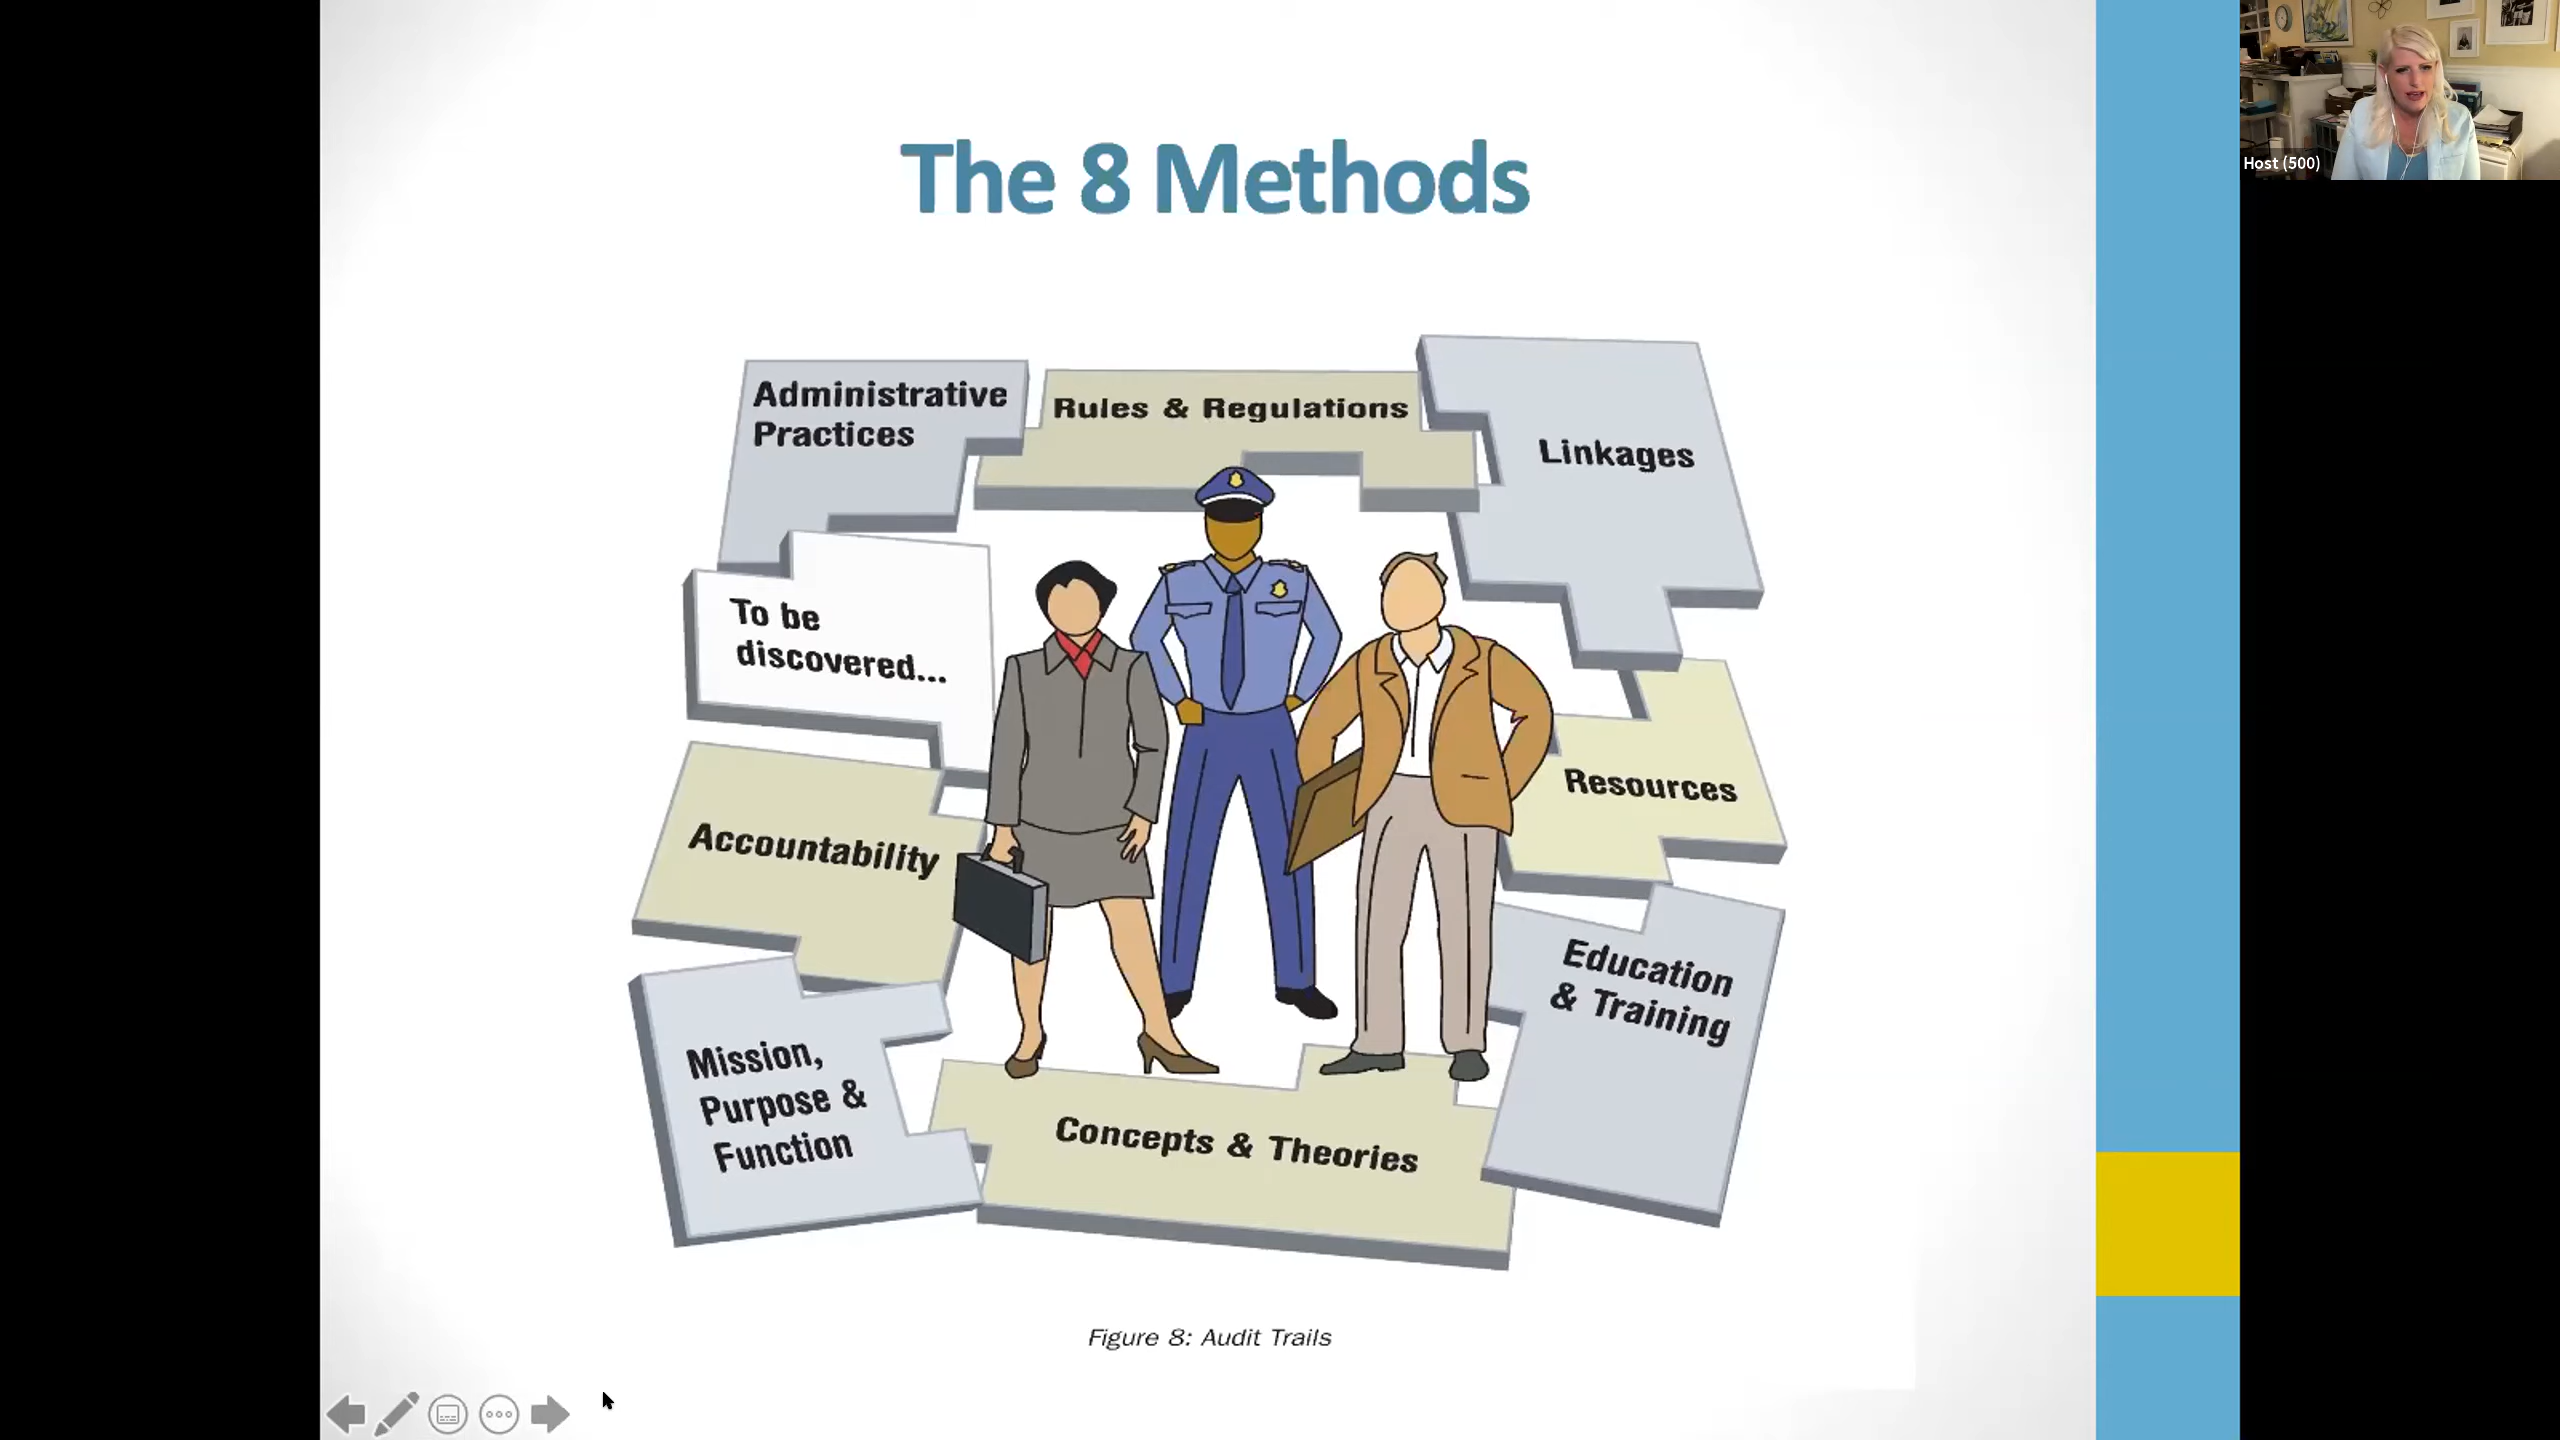 Host (500)
The 8 Methods
Administrative
Practices
Rules & Regulations
Linkages
To be
discovered...
Resources
Accountability
Education
& Training
Mission,
Purpose &
Function
Concepts & Theories
Figure 8: Audit Trails